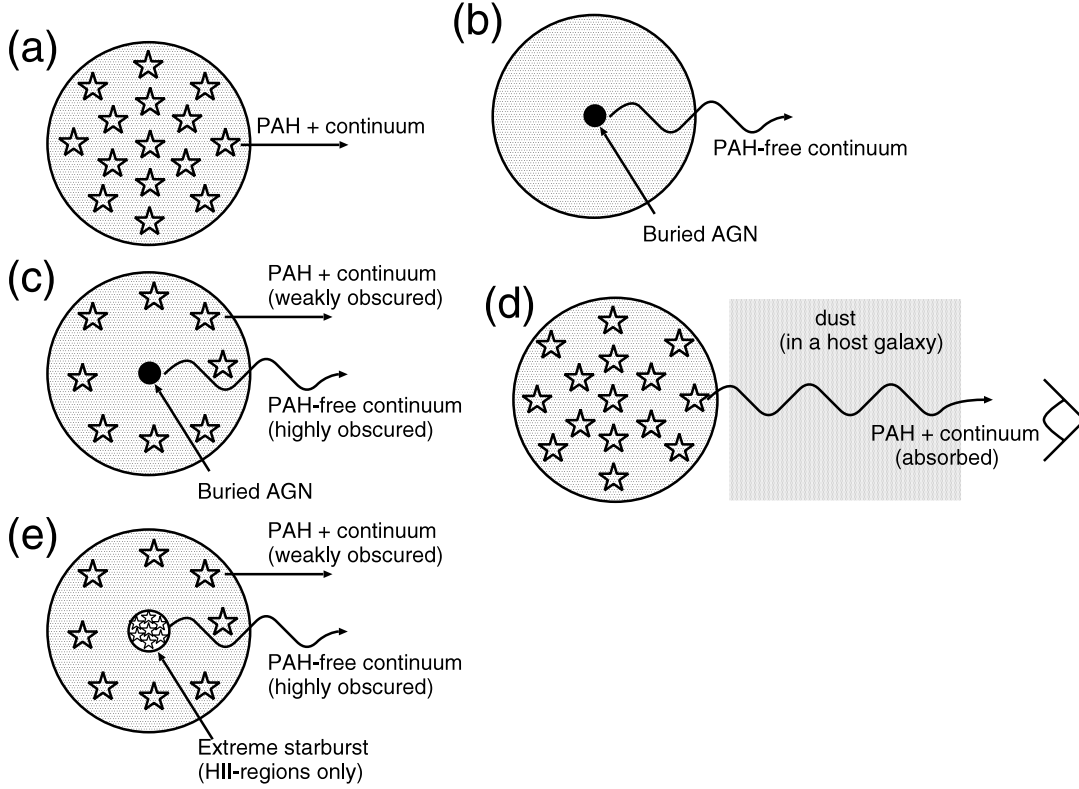 (a)
PAH + continuum
(b)
PAH-free continuum
Buried AGN
(c)
PAH + continuum
(weakly obscured)
PAH-free continuum
(highly obscured)
Buried AGN
(d)
dust
(in a host galaxy)
PAH + continuum
(absorbed)
(e)
PAH + continuum
(weakly obscured)
PAH-free continuum
(highly obscured)
Extreme starburst
(HII-regions only)